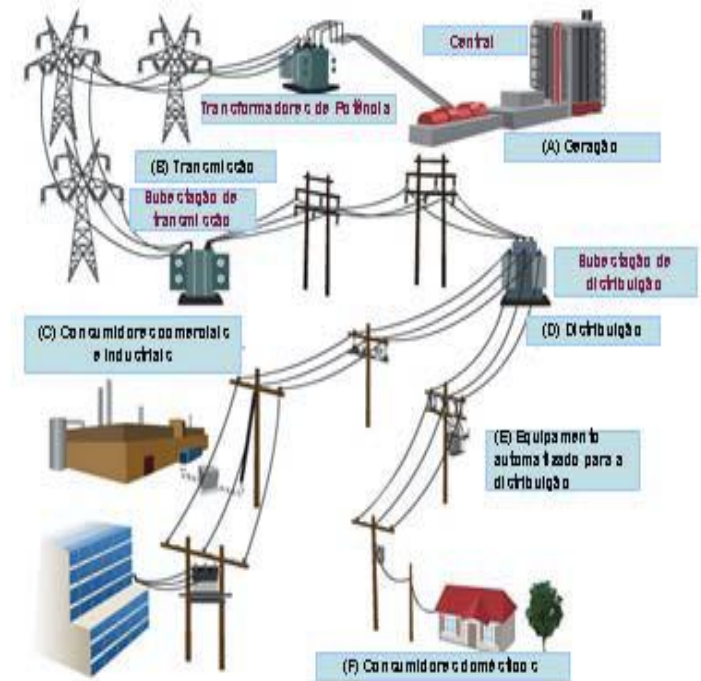 Central
Transformadores de Potência
(A) Geração
(B) Transmissão
Subestação de
transmissão
Subestação de
distribuição
(C) Consumidores comerciais
e industriais
(D) Distribuição
(E) Equipamento
automatizado para a
distribuição
(F) Consumidores domésticos